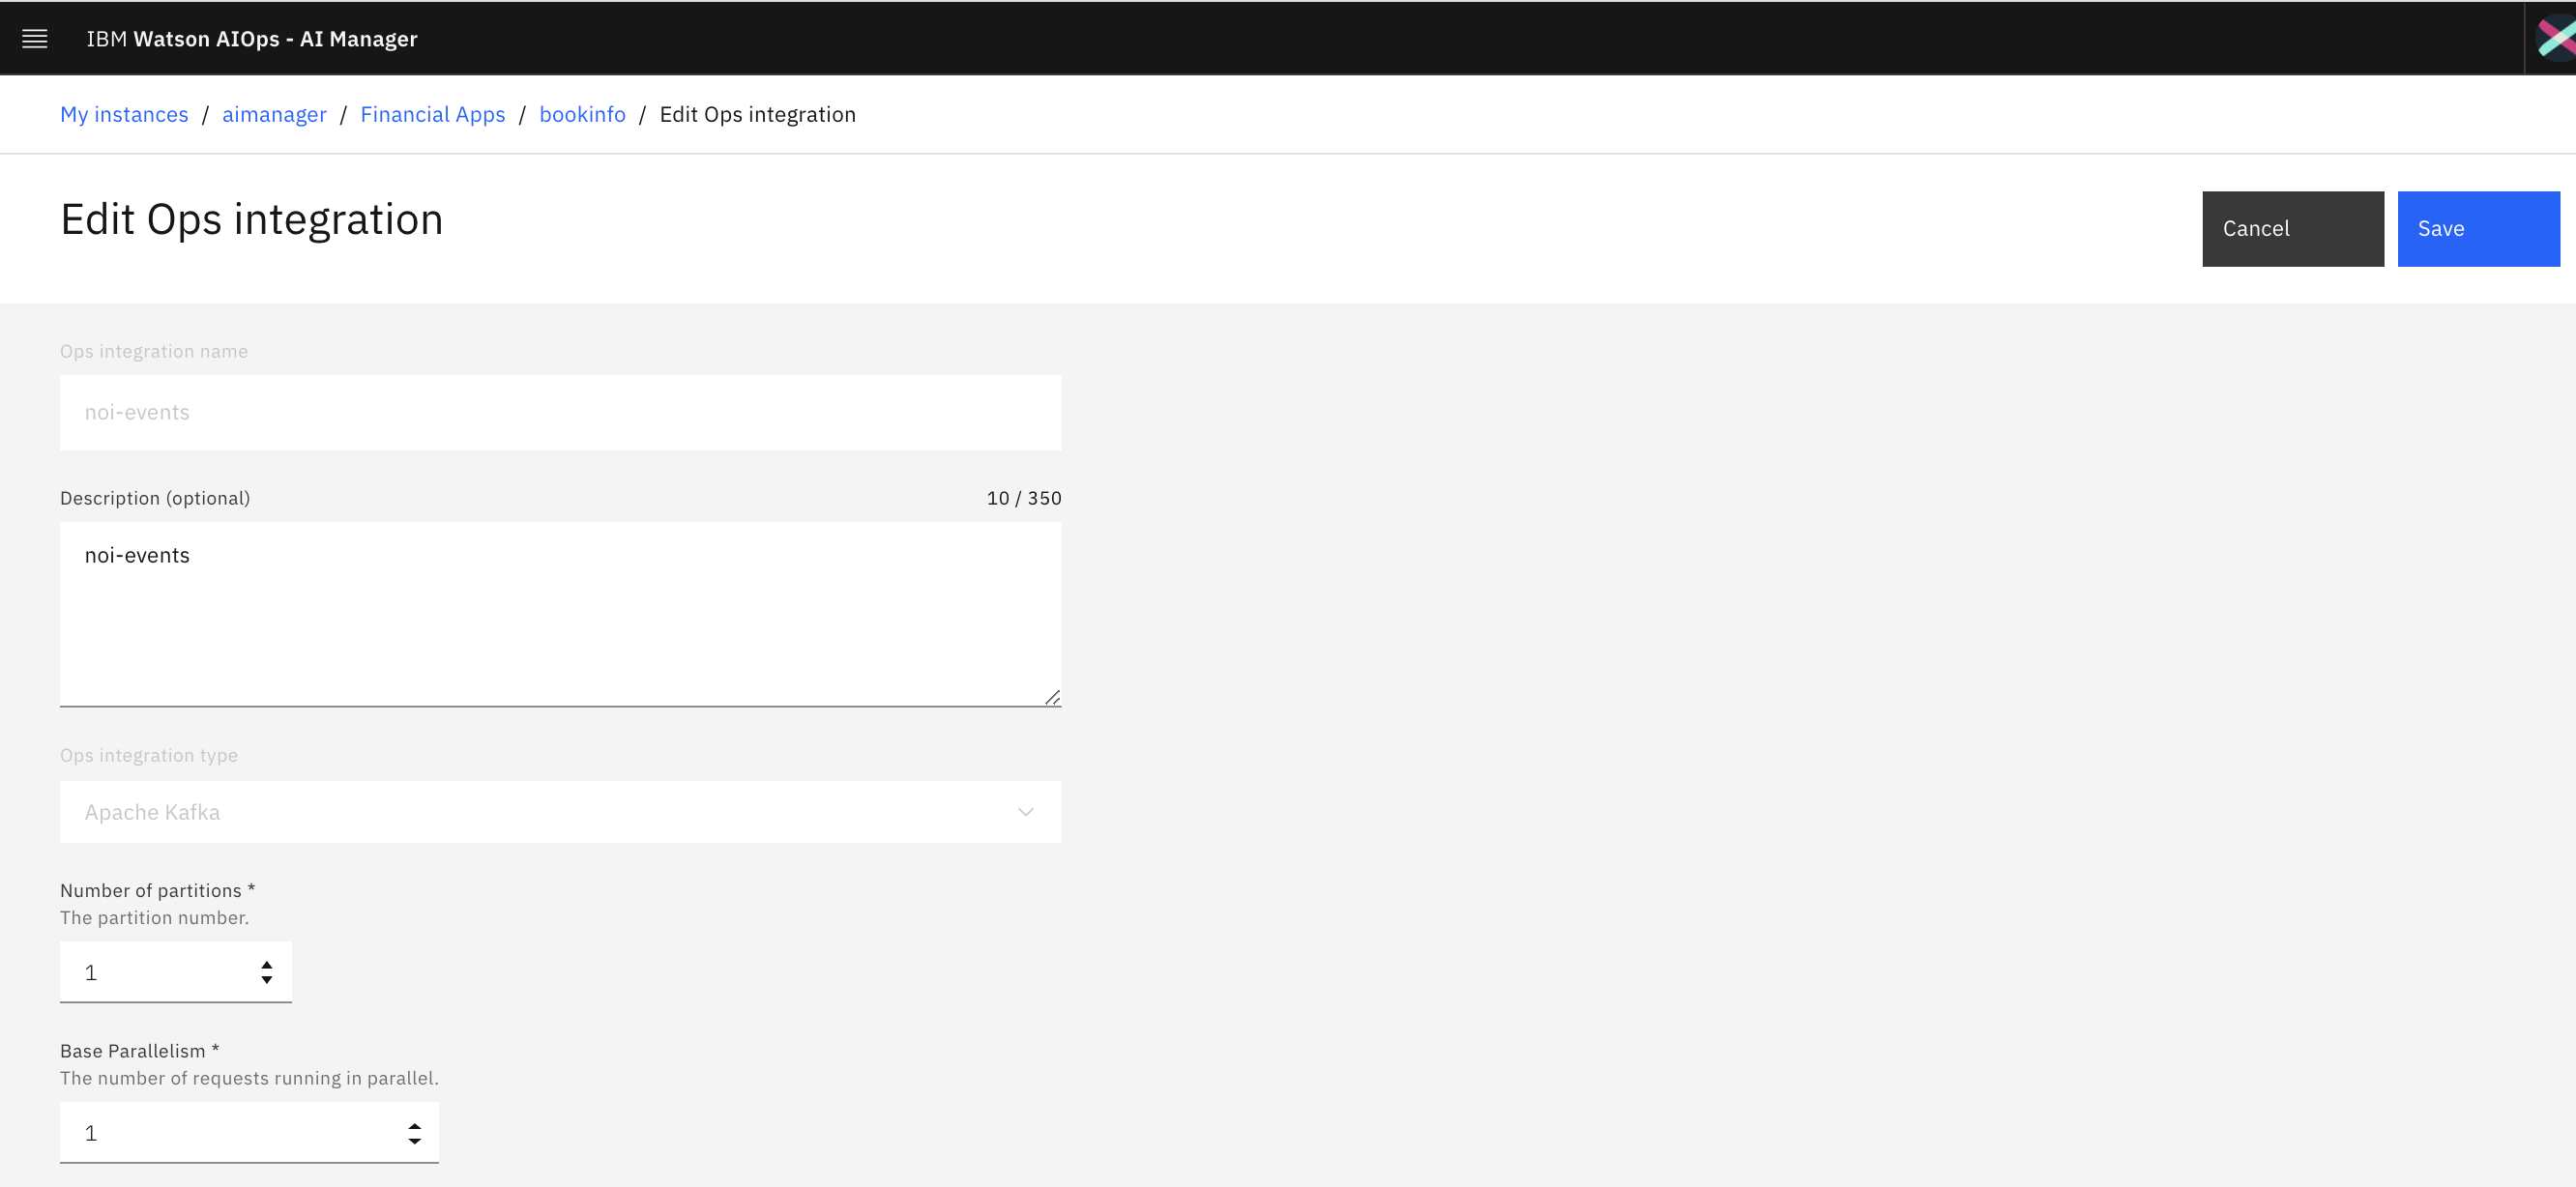 IBM Watson AIOps - AI Manager
My instances / aimanager / Financial Apps / bookinfo / Edit Ops integration
Edit Ops integration
Cancel
Save
Ops integration name
noi-events
Description (optional)
10 / 350
noi-events
Ops integration type
Apache Kafka
Number of partitions *
The partition number.
1
Base Parallelism *
The number of requests running in parallel.
1